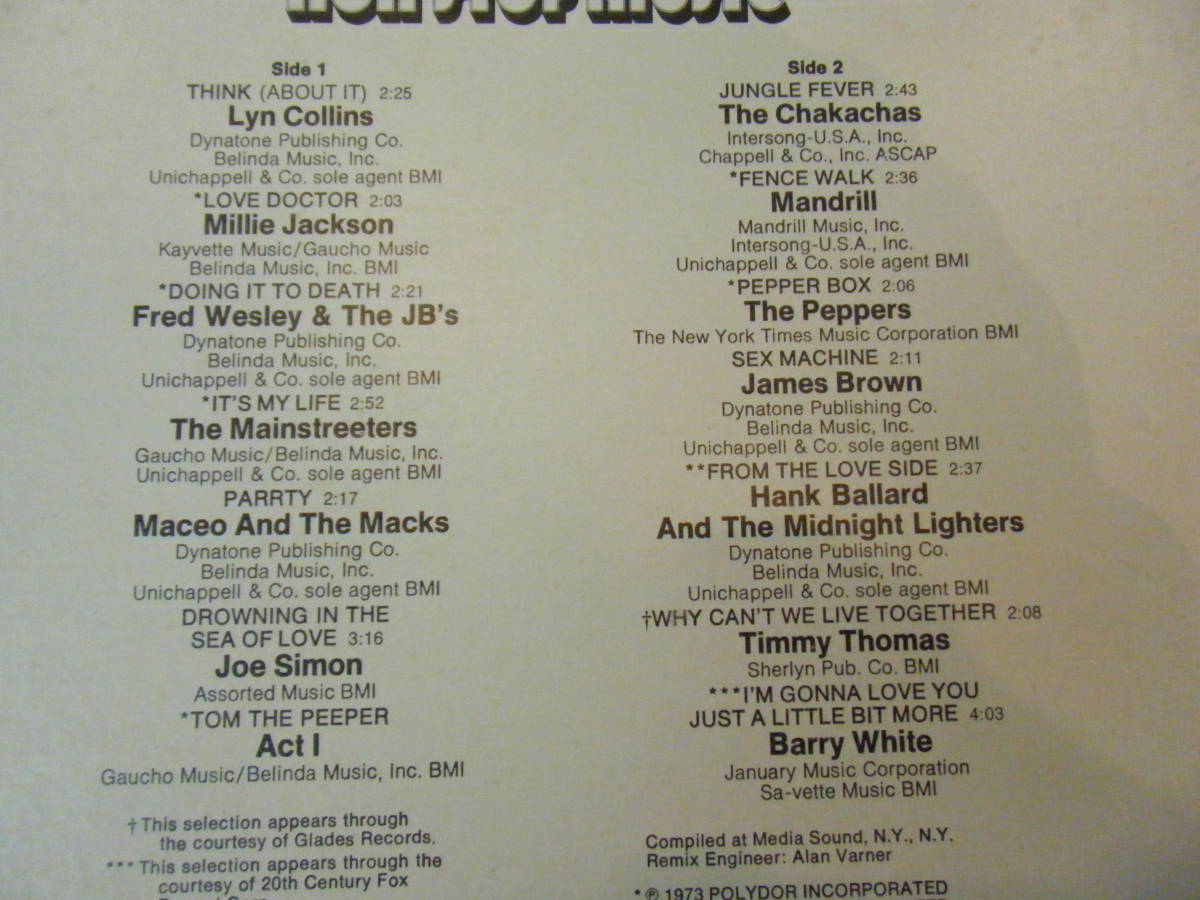 non stop music
Side 1
THINK (ABOUT IT) 2:25
Lyn Collins
Dynatone Publishing Co.
Belinda Music, Inc.
Unichappell & Co. sole agent BMI
*LOVE DOCTOR 2:03
Millie Jackson
Kayvette Music/Gaucho Music
Belinda Music, Inc. BMI
*DOING IT TO DEATH 2:21
Fred Wesley & The JB's
Dynatone Publishing Co.
Belinda Music, Inc.
Unichappell & Co. sole agent BMI
*IT'S MY LIFE 2:52
The Mainstreeters
Gaucho Music/Belinda Music, Inc.
Unichappell & Co. sole agent BMI
PARRTY 2:17
Maceo And The Macks
Dynatone Publishing Co.
Belinda Music, Inc.
Unichappell & Co. sole agent BMI
DROWNING IN THE
SEA OF LOVE 3:16
Joe Simon
Assorted Music BMI
*TOM THE PEEPER
Act I
Gaucho Music/Belinda Music, Inc. BMI
†This selection appears through
the courtesy of Glades Records.
***This selection appears through the
courtesy of 20th Century Fox
Side 2
JUNGLE FEVER 2:43
The Chakachas
Intersong-U.S.A., Inc.
Chappell & Co., Inc. ASCAP
*FENCE WALK 2:36
Mandrill
Mandrill Music, Inc.
Intersong-U.S.A., Inc.
Unichappell & Co. sole agent BMI
*PEPPER BOX 2:06
The Peppers
The New York Times Music Corporation BMI
SEX MACHINE 2:11
James Brown
Dynatone Publishing Co.
Belinda Music, Inc.
Unichappell & Co. sole agent BMI
**FROM THE LOVE SIDE 2:37
Hank Ballard
And The Midnight Lighters
Dynatone Publishing Co.
Belinda Music, Inc.
Unichappell & Co. sole agent BMI
†WHY CAN'T WE LIVE TOGETHER 2:08
Timmy Thomas
Sherlyn Pub. Co. BMI
***I'M GONNA LOVE YOU
JUST A LITTLE BIT MORE 4:03
Barry White
January Music Corporation
Sa-vette Music BMI
Compiled at Media Sound, N.Y., N.Y.
Remix Engineer: Alan Varner
* ℗ 1973 POLYDOR INCORPORATED